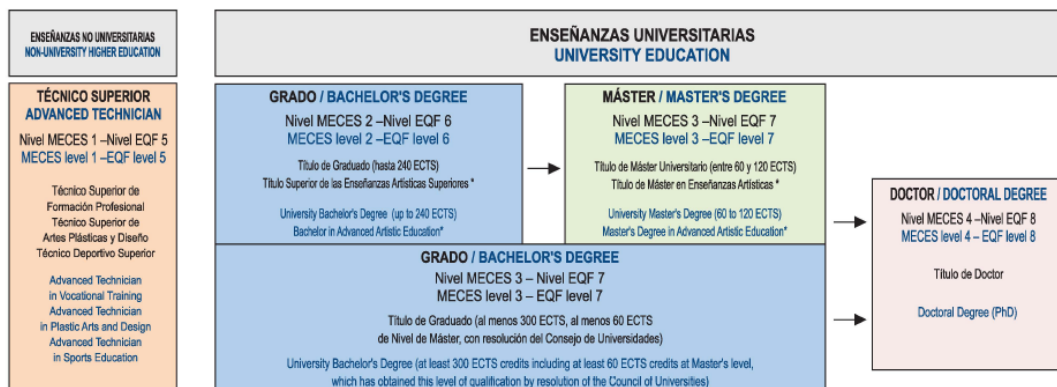 ENSEÑANZAS NO UNIVERSITARIAS
NON-UNIVERSITY HIGHER EDUCATION
TÉCNICO SUPERIOR
ADVANCED TECHNICIAN
Nivel MECES 1 –Nivel EQF 5
MECES level 1 –EQF level 5
Técnico Superior de
Formación Profesional
Técnico Superior de
Artes Plásticas y Diseño
Técnico Deportivo Superior
Advanced Technician
in Vocational Training
Advanced Technician
in Plastic Arts and Design
Advanced Technician
in Sports Education
ENSEÑANZAS UNIVERSITARIAS
UNIVERSITY EDUCATION
GRADO / BACHELOR'S DEGREE
Nivel MECES 2 –Nivel EQF 6
MECES level 2 –EQF level 6
Título de Graduado (hasta 240 ECTS)
Título Superior de las Enseñanzas Artísticas Superiores *
University Bachelor's Degree (up to 240 ECTS)
Bachelor in Advanced Artistic Education*
MÁSTER / MASTER'S DEGREE
Nivel MECES 3 –Nivel EQF 7
MECES level 3 –EQF level 7
Título de Máster Universitario (entre 60 y 120 ECTS)
Título de Máster en Enseñanzas Artísticas *
University Master's Degree (60 to 120 ECTS)
Master's Degree in Advanced Artistic Education*
GRADO / BACHELOR'S DEGREE
Nivel MECES 3 – Nivel EQF 7
MECES level 3 – EQF level 7
Título de Graduado (al menos 300 ECTS, al menos 60 ECTS
de Nivel de Máster, con resolución del Consejo de Universidades)
University Bachelor's Degree (at least 300 ECTS credits including at least 60 ECTS credits at Master's level,
which has obtained this level of qualification by resolution of the Council of Universities)
DOCTOR / DOCTORAL DEGREE
Nivel MECES 4 –Nivel EQF 8
MECES level 4 – EQF level 8
Título de Doctor
Doctoral Degree (PhD)